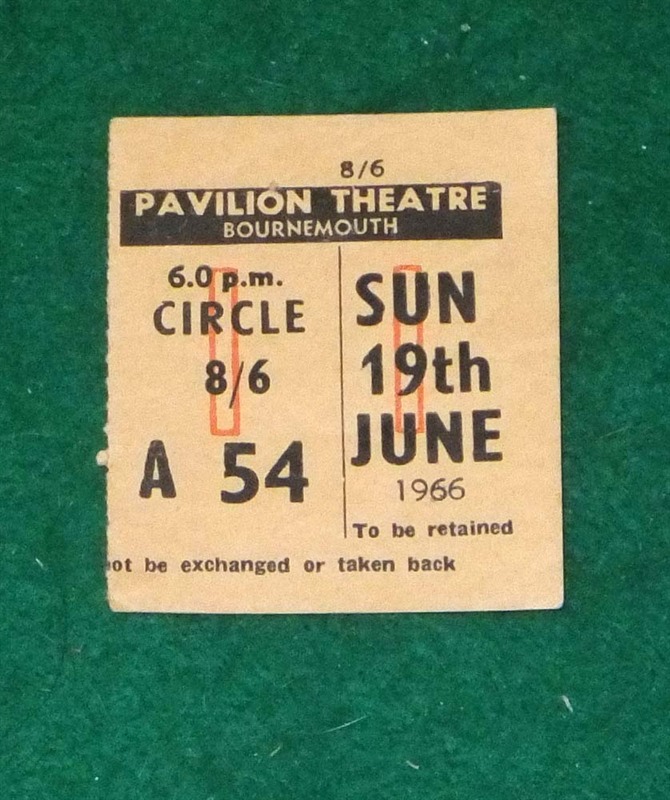 8/6
PAVILION THEATRE
BOURNEMOUTH
6.0 p.m.
CIRCLE
8/6
A 54
SUN
19th
JUNE
1966
To be retained
ot be exchanged or taken back